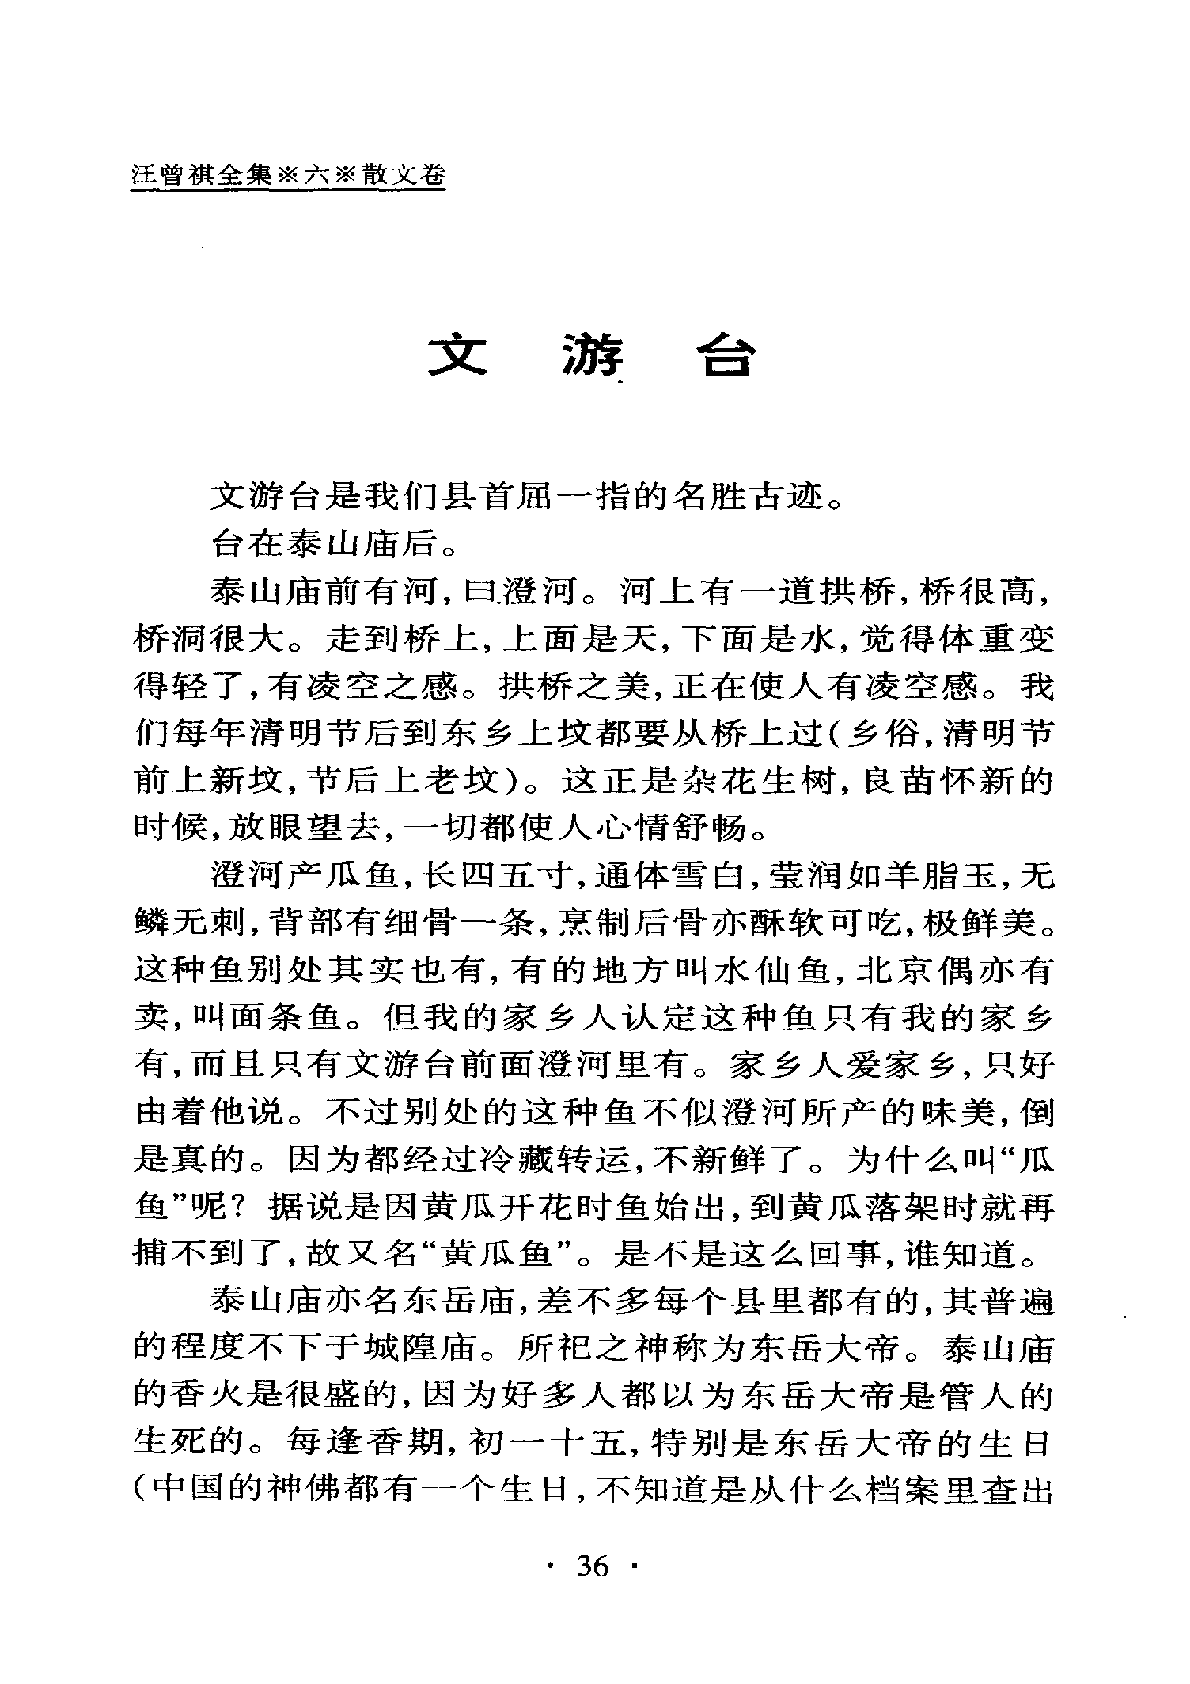 汪曾祺全集※六※散文卷
文 游 台
文游台是我们县首屈一指的名胜古迹。
台在泰山庙后。
泰山庙前有河,曰澄河。河上有一道拱桥,桥很高,
桥洞很大。走到桥上,上面是天,下面是水,觉得体重变
得轻了,有凌空之感。拱桥之美,正在使人有凌空感。我
们每年清明节后到东乡上坟都要从桥上过(乡俗,清明节
前上新坟,节后上老坟)。这正是杂花生树,良苗怀新的
时候,放眼望去,一切都使人心情舒畅。
澄河产瓜鱼,长四五寸,通体雪白,莹润如羊脂玉,无
鳞无刺,背部有细骨一条,烹制后骨亦酥软可吃,极鲜美。
这种鱼别处其实也有,有的地方叫水仙鱼,北京偶亦有
卖,叫面条鱼。但我的家乡人认定这种鱼只有我的家乡
有,而且只有文游台前面澄河里有。家乡人爱家乡,只好
由着他说。不过别处的这种鱼不似澄河所产的味美,倒
是真的。因为都经过冷藏转运,不新鲜了。为什么叫“瓜
鱼”呢?据说是因黄瓜开花时鱼始出,到黄瓜落架时就再
捕不到了,故又名“黄瓜鱼”。是不是这么回事,谁知道。
泰山庙亦名东岳庙,差不多每个县里都有的,其普遍
的程度不下于城隍庙。所祀之神称为东岳大帝。泰山庙
的香火是很盛的,因为好多人都以为东岳大帝是管人的
生死的。每逢香期,初一十五,特别是东岳大帝的生日
(中国的神佛都有一个生日,不知道是从什么档案里查出
· 36 ·